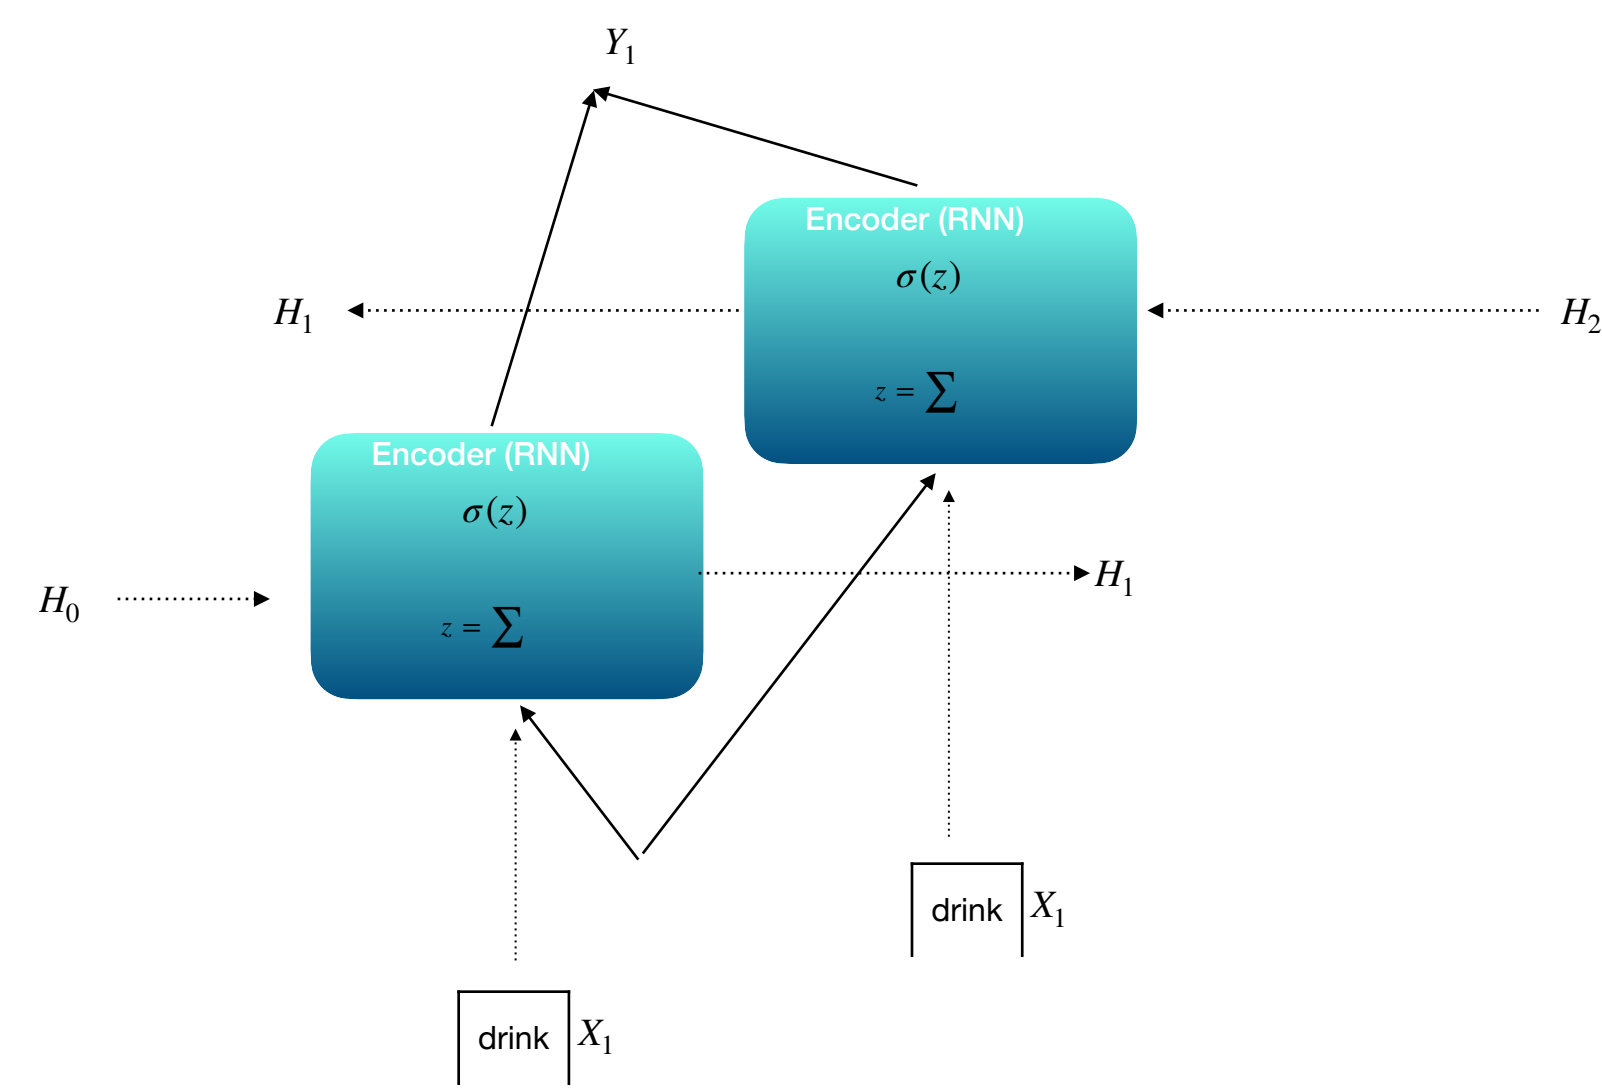 Y₁
Encoder (RNN)
σ(z)
H₁
H₂
z = ∑
Encoder (RNN)
σ(z)
H₁
H₀
z = ∑
drink X₁
drink X₁